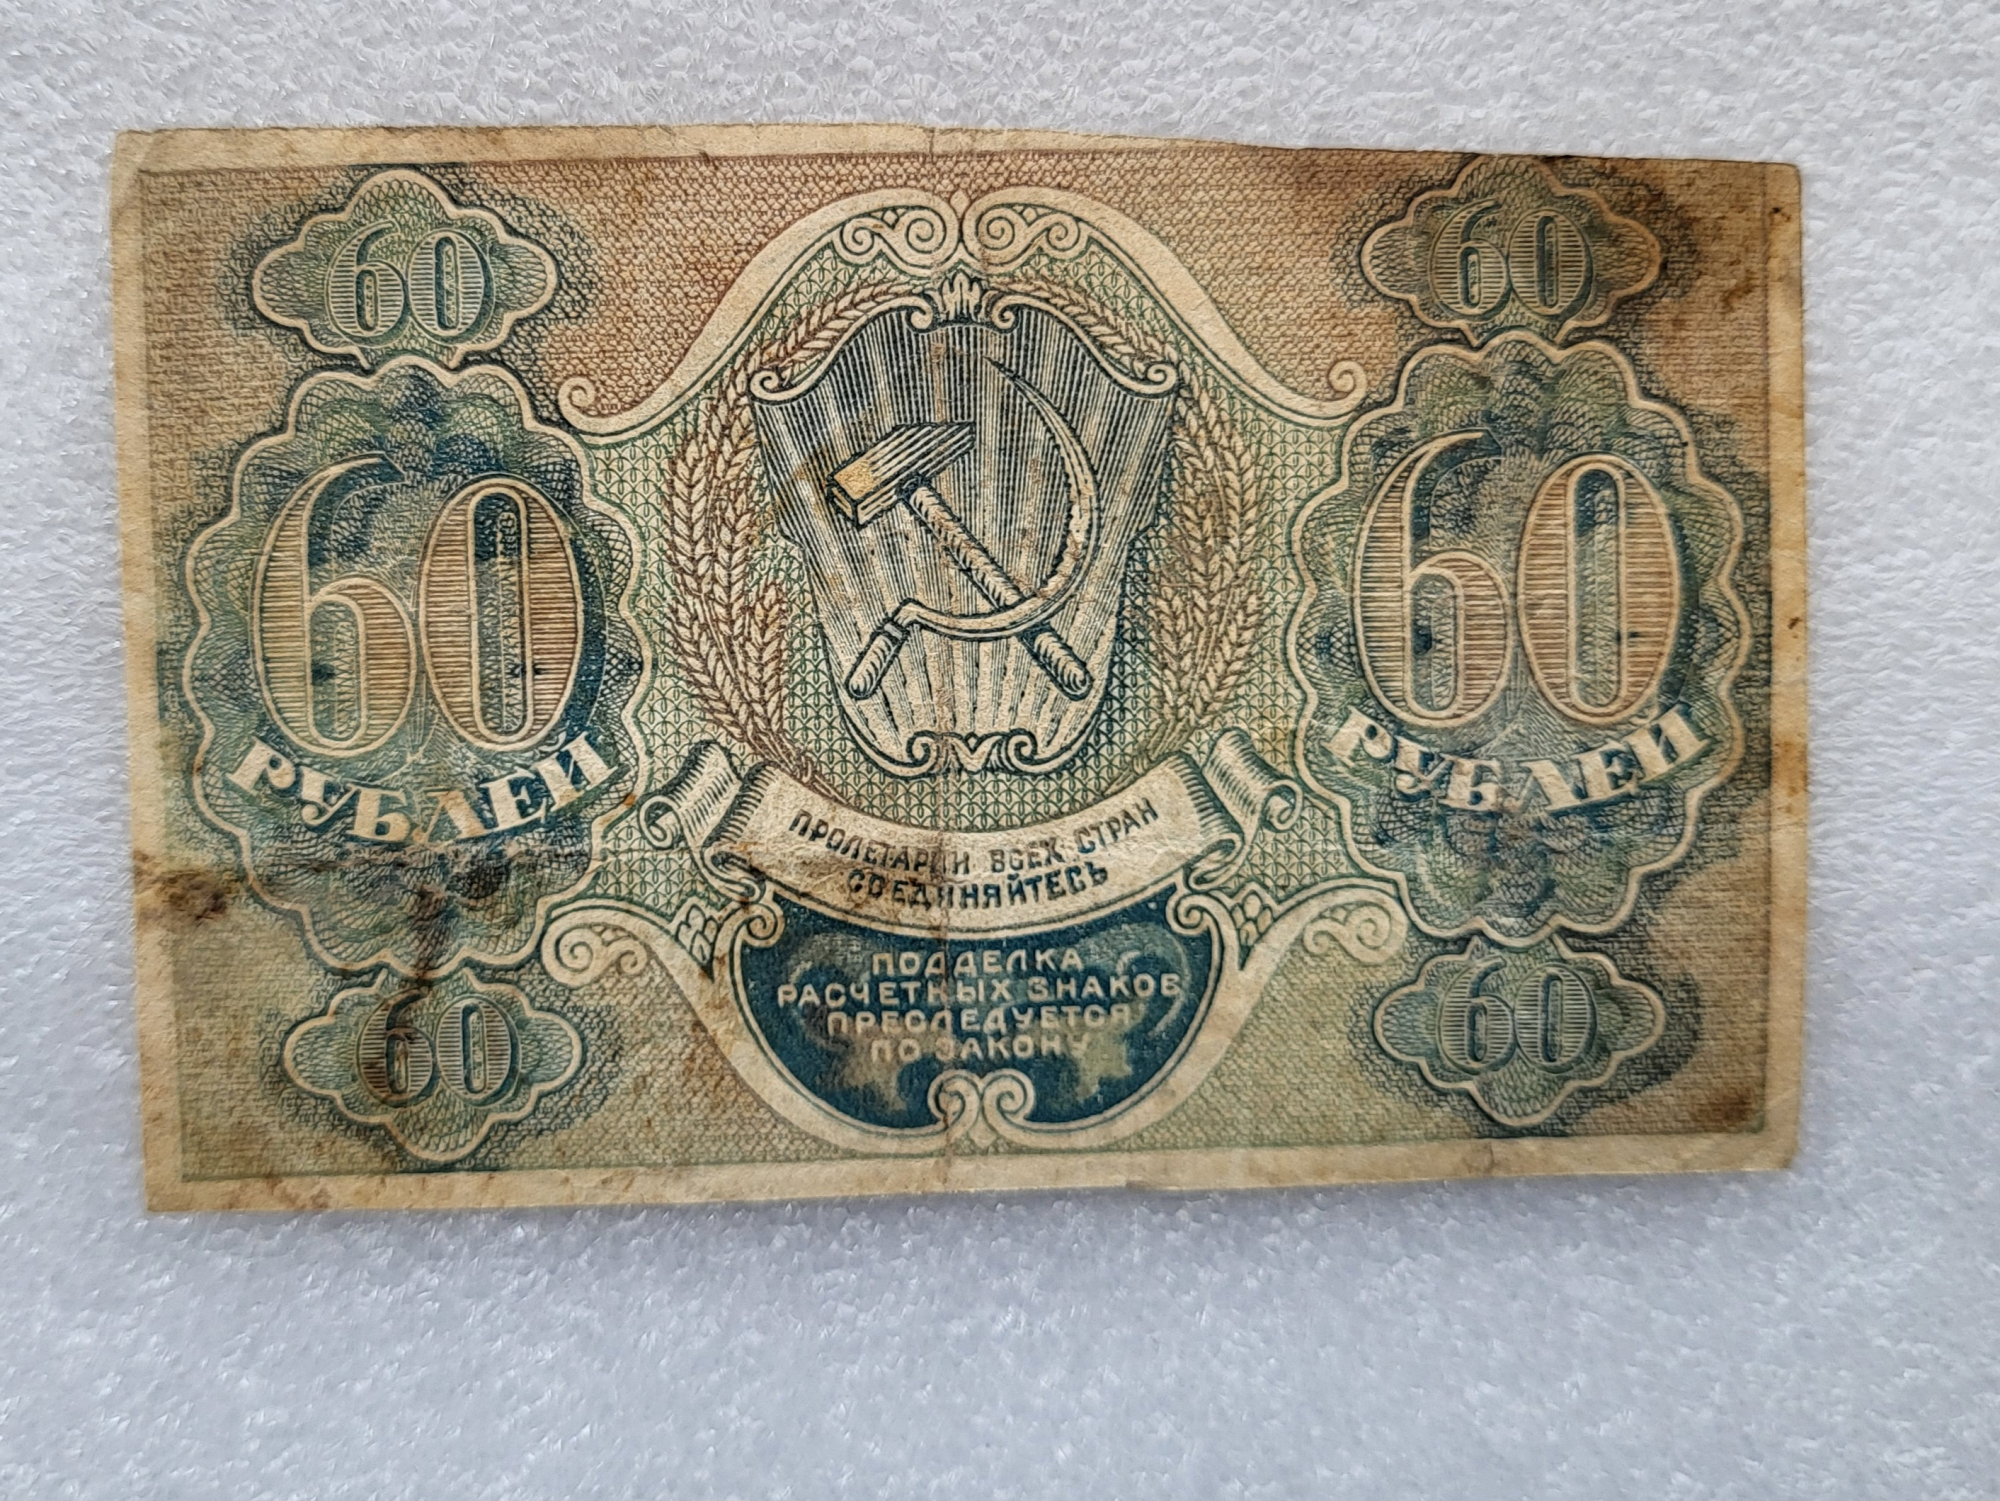 60
60
60
60
РУБЛЕЙ
РУБЛЕЙ
ПРОЛЕТАРИИ ВСЕХ СТРАН
СОЕДИНЯЙТЕСЬ
ПОДДЕЛКА
РАСЧЕТНЫХ ЗНАКОВ
ПРЕСЛЕДУЕТСЯ
ПО ЗАКОНУ
60
60